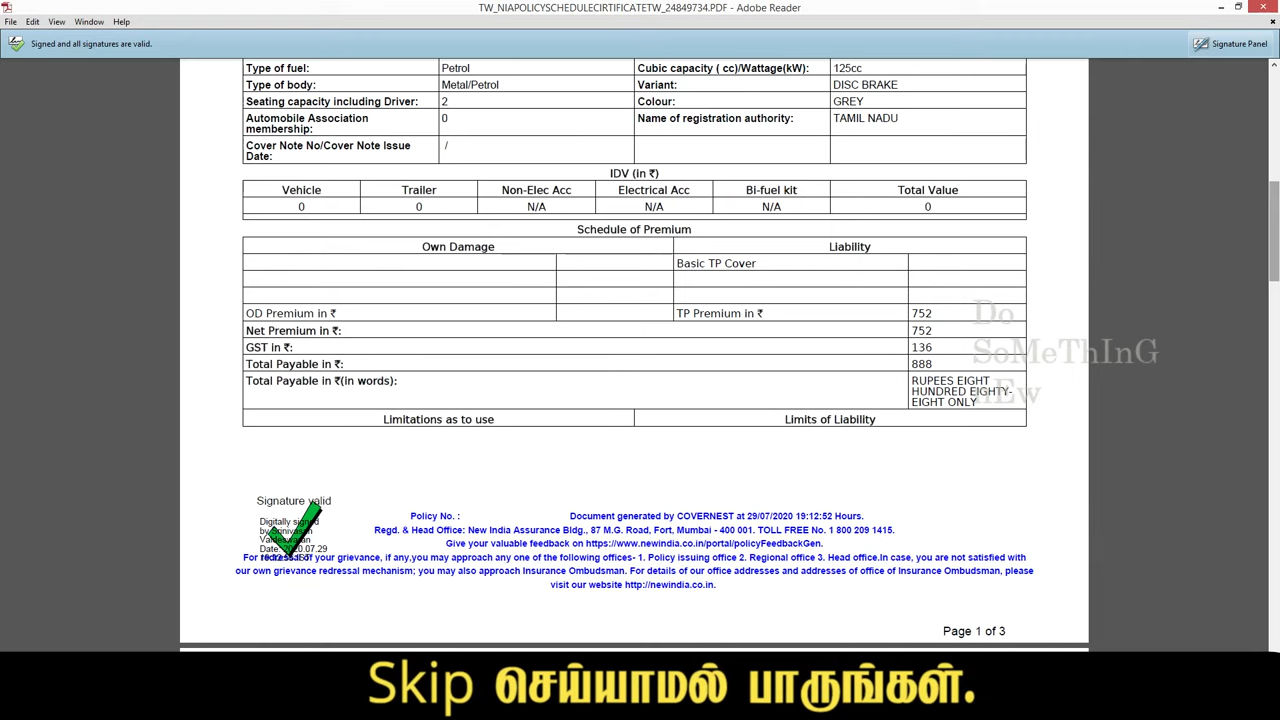 TW_NIAPOLICYSCHEDULECIRTIFICATETW_24849734.PDF - Adobe Reader
File Edit View Window Help
Signed and all signatures are valid.
Signature Panel
Type of fuel: Petrol Cubic capacity ( cc)/Wattage(kW): 125cc
Type of body: Metal/Petrol Variant: DISC BRAKE
Seating capacity including Driver: 2 Colour: GREY
Automobile Association membership: 0 Name of registration authority: TAMIL NADU
Cover Note No/Cover Note Issue Date: /
IDV (in ₹)
Vehicle Trailer Non-Elec Acc Electrical Acc Bi-fuel kit Total Value
0 0 N/A N/A N/A 0
Schedule of Premium
Own Damage Liability
Basic TP Cover
OD Premium in ₹ TP Premium in ₹ 752
Net Premium in ₹: 752
GST in ₹: 136
Total Payable in ₹: 888
Total Payable in ₹(in words): RUPEES EIGHT
HUNDRED EIGHTY-
EIGHT ONLY
Do
SoMeThInG
nEw
Limitations as to use Limits of Liability
Signature valid
Digitally signed
by Srinivasan
Date:
Policy No. : Document generated by COVERNEST at 29/07/2020 19:12:52 Hours.
Regd. & Head Office: New India Assurance Bldg., 87 M.G. Road, Fort, Mumbai - 400 001. TOLL FREE No. 1 800 209 1415.
Give your valuable feedback on https://www.newindia.co.in/portal/policyFeedbackGen.
For redressal of your grievance, if any,you may approach any one of the following offices- 1. Policy issuing office 2. Regional office 3. Head office.In case, you are not satisfied with
our own grievance redressal mechanism; you may also approach Insurance Ombudsman. For details of our office addresses and addresses of office of Insurance Ombudsman, please
visit our website http://newindia.co.in.
Page 1 of 3
Skip செய்யாமல் பாருங்கள்.